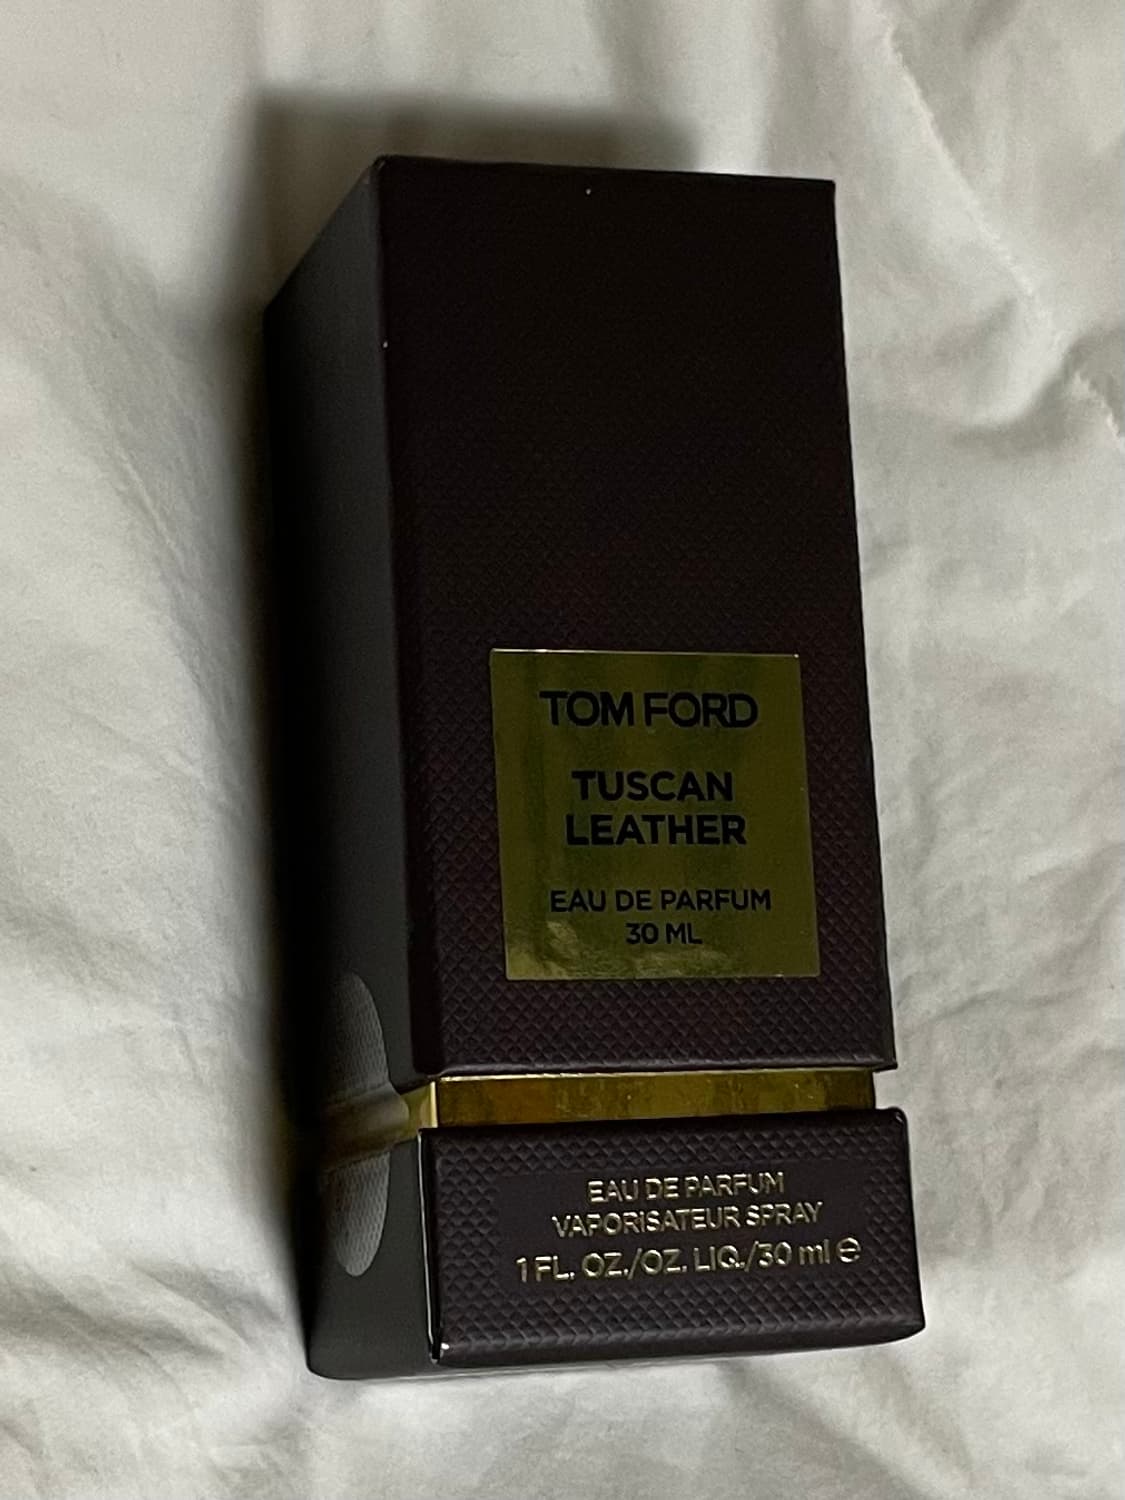 TOM FORD
TUSCAN
LEATHER
EAU DE PARFUM
30 ML
EAU DE PARFUM
VAPORISATEUR SPRAY
1 FL. OZ./OZ. LIQ./30 ml ℮